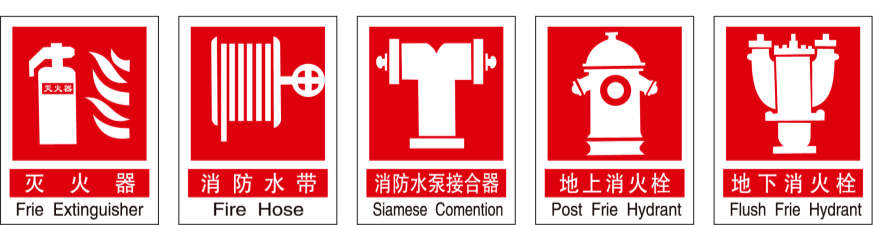 灭火器
灭火器
Frie Extinguisher
消防水带
Fire Hose
消防水泵接合器
Siamese Comention
地上消火栓
Post Frie Hydrant
地下消火栓
Flush Frie Hydrant